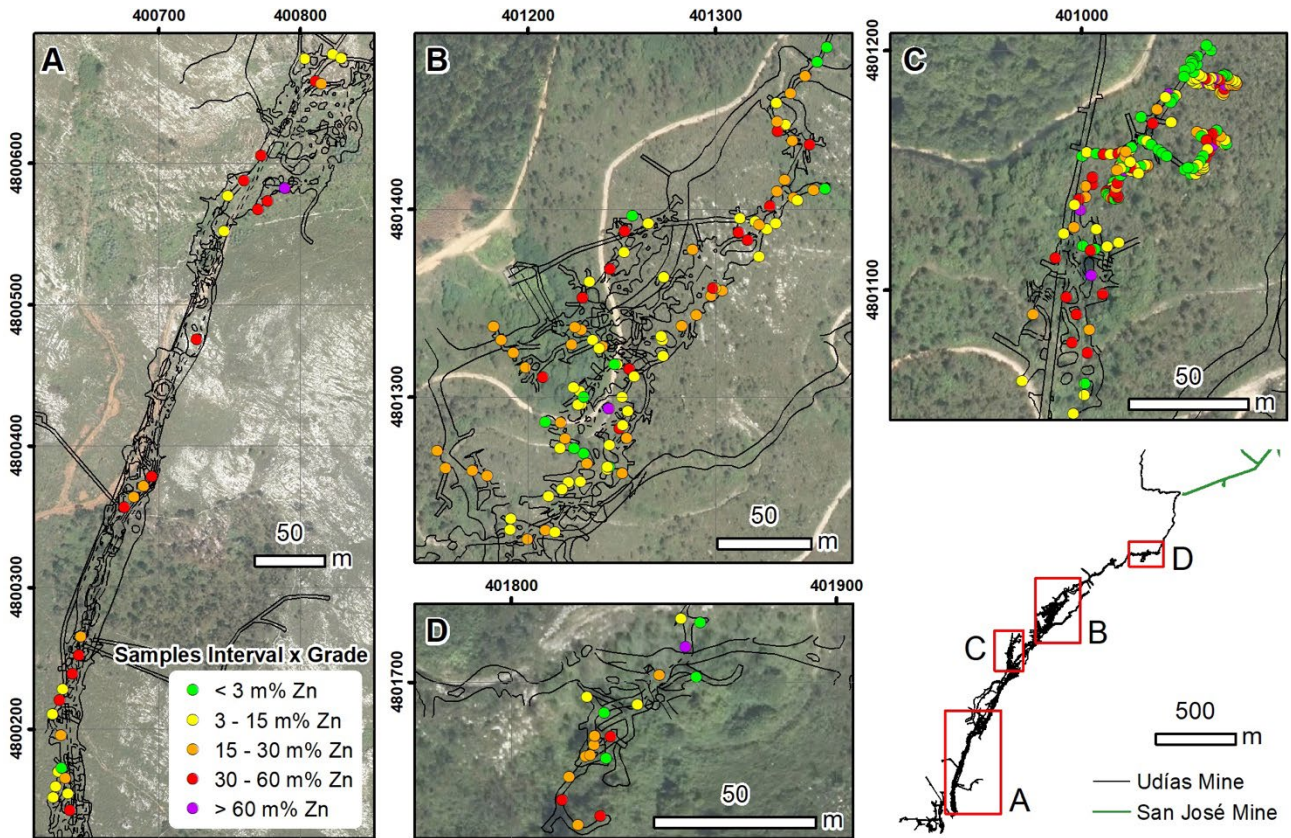 400700
400800
A
4800600
4800500
4800400
4800300
4800200
50
m
Samples Interval x Grade
< 3 m% Zn
3 - 15 m% Zn
15 - 30 m% Zn
30 - 60 m% Zn
> 60 m% Zn
401200
401300
B
4801400
4801300
50
m
401000
C
4801200
4801100
50
m
401800
401900
D
4801700
50
m
D
B
C
A
500
m
Udías Mine
San José Mine